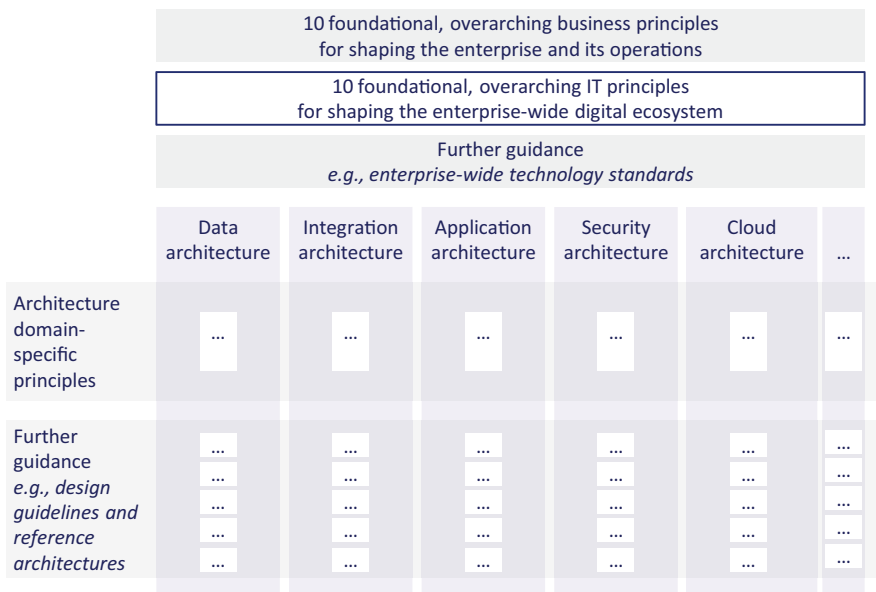 10 foundational, overarching business principles
for shaping the enterprise and its operations
10 foundational, overarching IT principles
for shaping the enterprise-wide digital ecosystem
Further guidance
e.g., enterprise-wide technology standards
Data
architecture
Integration
architecture
Application
architecture
Security
architecture
Cloud
architecture
...
Architecture
domain-
specific
principles
... ... ... ... ... ...
Further
guidance
e.g., design
guidelines and
reference
architectures
... ... ... ... ... ...
... ... ... ... ... ...
... ... ... ... ... ...
... ... ... ... ... ...
... ... ... ... ... ...